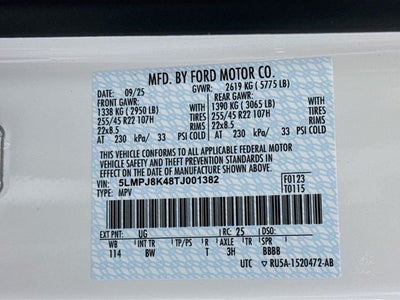 MFD. BY FORD MOTOR CO.
09/25 GVWR: 2619 KG (5775 LB)
FRONT GAWR: REAR GAWR:
1338 KG (2950 LB) 1390 KG (3065 LB)
255/45 R22 107H TIRES 255/45 R22 107H TIRES
22x8.5 RIMS 22x8.5 RIMS
AT 230 kPa/ 33 PSI COLD AT 230 kPa/ 33 PSI COLD
THIS VEHICLE CONFORMS TO ALL APPLICABLE FEDERAL MOTOR
VEHICLE SAFETY AND THEFT PREVENTION STANDARDS IN
EFFECT ON THE DATE OF MANUFACTURE SHOWN ABOVE.
VIN: 5LMPJ8K48TJ001382 F0123
TYPE: MPV T0115
EXT PNT: UG RC: 25 DSO:
WB INT TR TP/PS R AXLE TR SPR
114 BW T 3H BBBB
UTC RU5A-1520472-AB